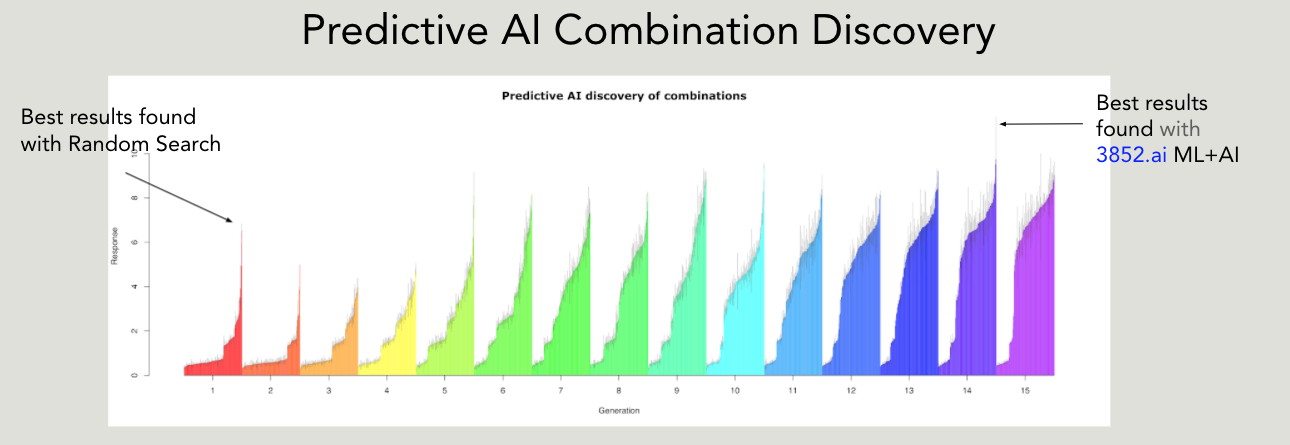 Predictive AI Combination Discovery
Predictive AI discovery of combinations
Best results found
with Random Search
Best results
found with
3852.ai ML+AI
10
8
6
4
2
0
Response
1 2 3 4 5 6 7 8 9 10 11 12 13 14 15
Generation